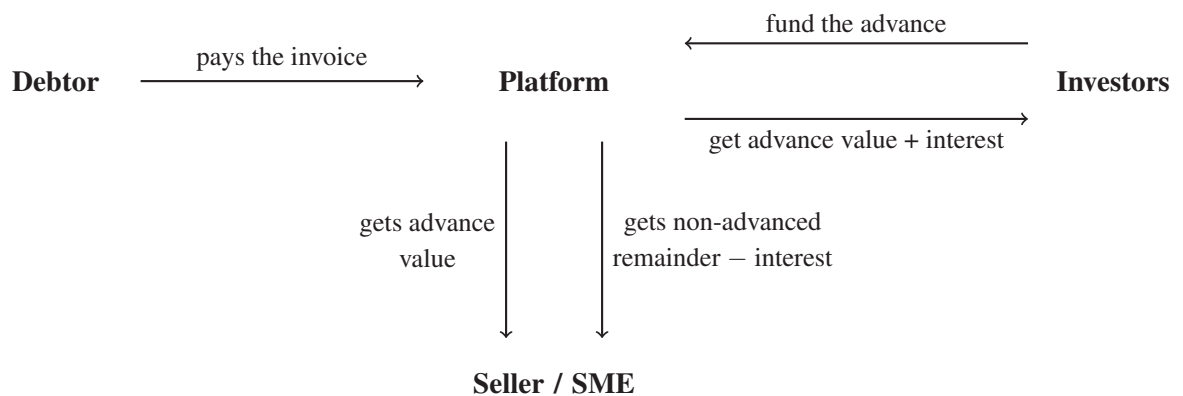 fund the advance
pays the invoice
Debtor
Platform
Investors
get advance value + interest
gets advance
value
gets non-advanced
remainder − interest
Seller / SME